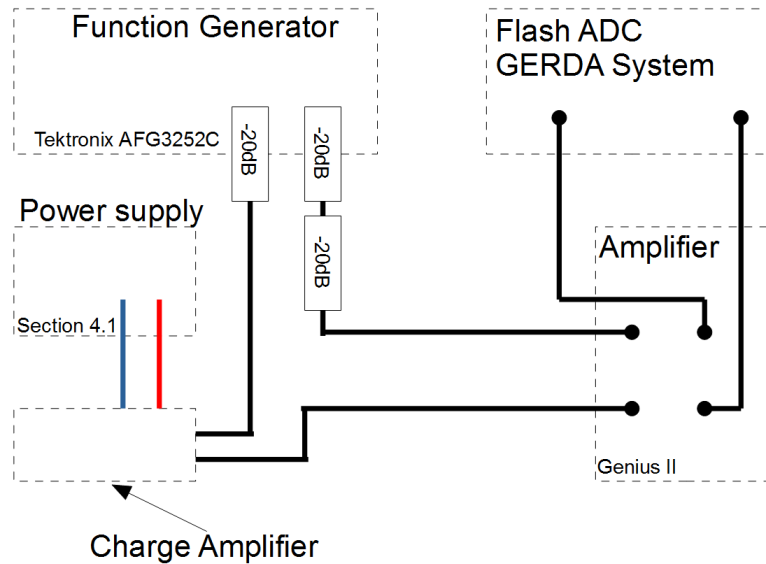 Function Generator
Flash ADC
GERDA System
Tektronix AFG3252C
-20dB
-20dB
Power supply
-20dB
Amplifier
Section 4.1
Genius II
Charge Amplifier